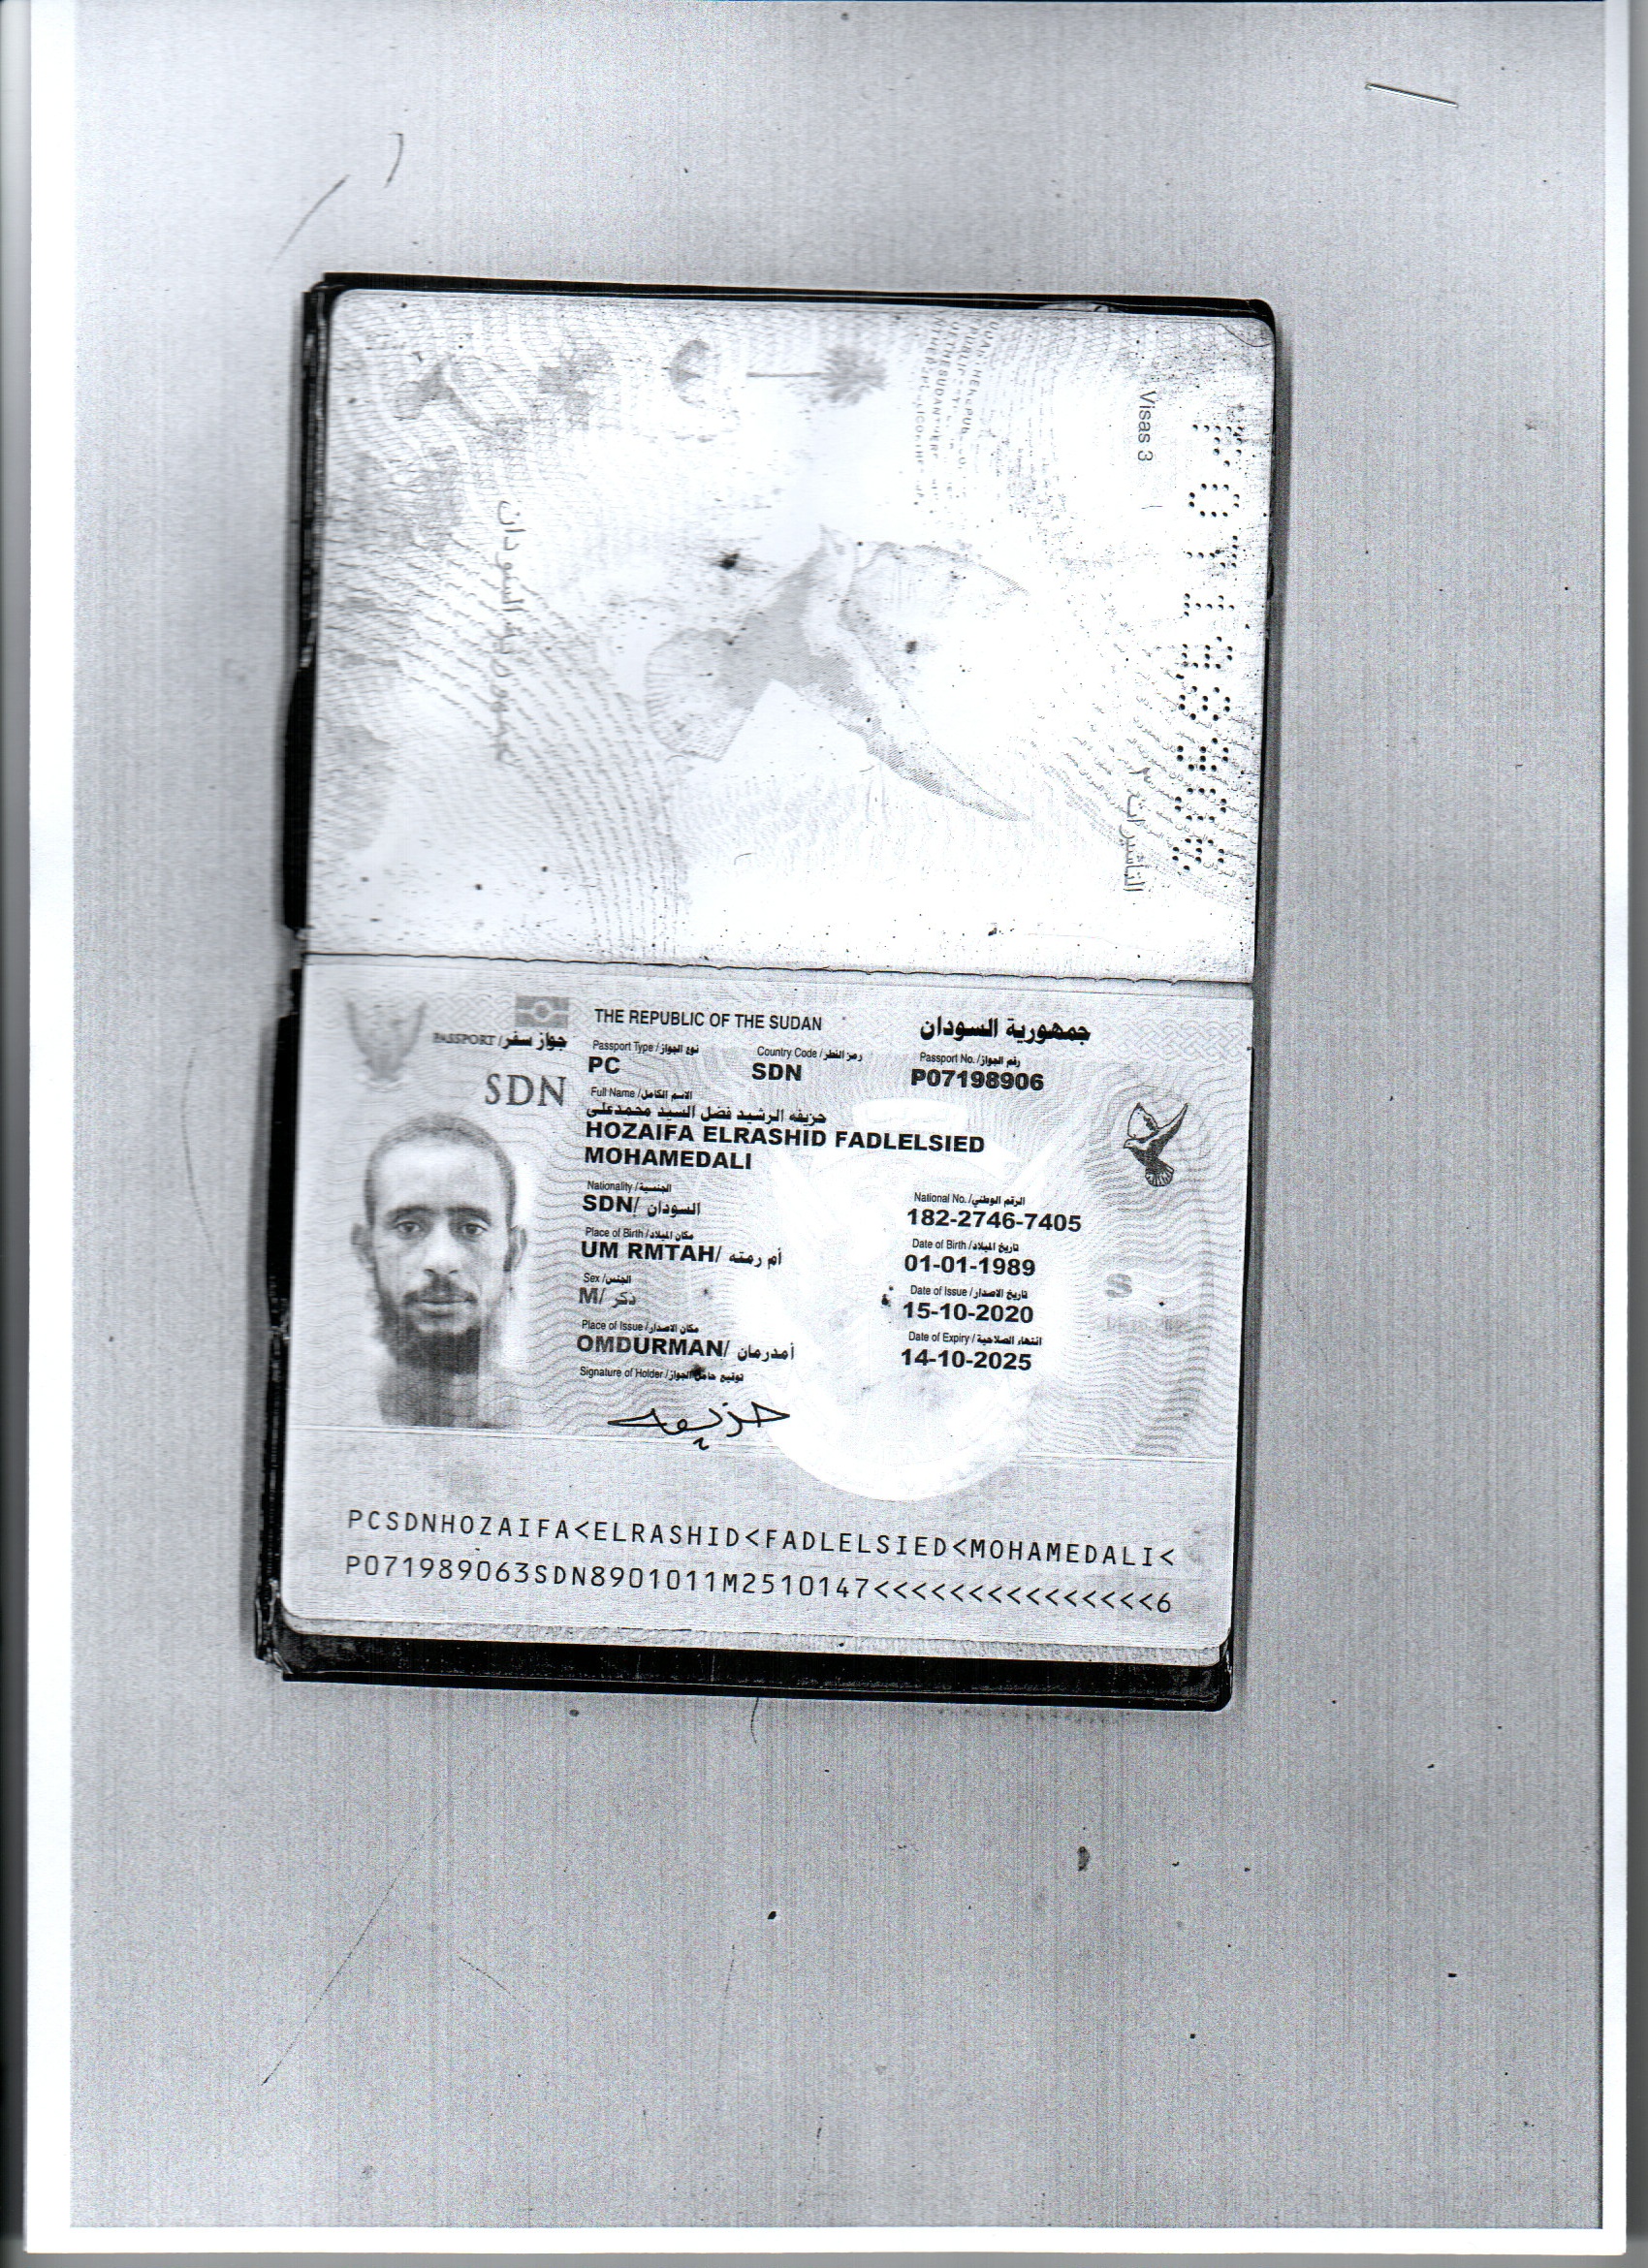 Visas 3
التأشيرات ٣
جمهورية السودان
THE REPUBLIC OF THE SUDAN
جمهورية السودان
PASSPORT / جواز سفر
SDN
Passport Type / نوع الجواز
Country Code / رمز القطر
Passport No. / رقم الجواز
PC
SDN
P07198906
Full Name / الاسم الكامل
حزيفه الرشيد فضل السيد محمدعلى
HOZAIFA ELRASHID FADLELSIED
MOHAMEDALI
Nationality / الجنسية
National No. / الرقم الوطني
SDN/ السودان
182-2746-7405
Place of Birth / مكان الميلاد
Date of Birth / تاريخ الميلاد
UM RMTAH/ أم رمته
01-01-1989
Sex / الجنس
Date of Issue / تاريخ الاصدار
M/ ذكر
15-10-2020
Place of Issue / مكان الاصدار
Date of Expiry / انتهاء الصلاحية
OMDURMAN/ أمدرمان
14-10-2025
Signature of Holder / توقيع حامل الجواز
حزيفه
S
PCSDNHOZAIFA<ELRASHID<FADLELSIED<MOHAMEDALI<
P071989063SDN8901011M2510147<<<<<<<<<<<<<<<6